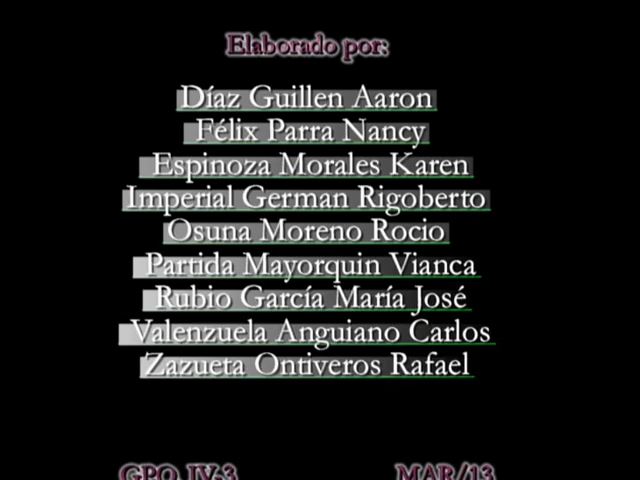 Elaborado por:
Díaz Guillen Aaron
Félix Parra Nancy
Espinoza Morales Karen
Imperial German Rigoberto
Osuna Moreno Rocio
Partida Mayorquin Vianca
Rubio García María José
Valenzuela Anguiano Carlos
Zazueta Ontiveros Rafael
GPO. IV-3 MAR/13